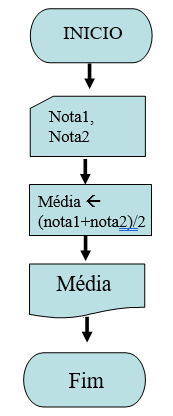 INICIO
Nota1,
Nota2
Média ←
(nota1+nota2)/2
Média
Fim